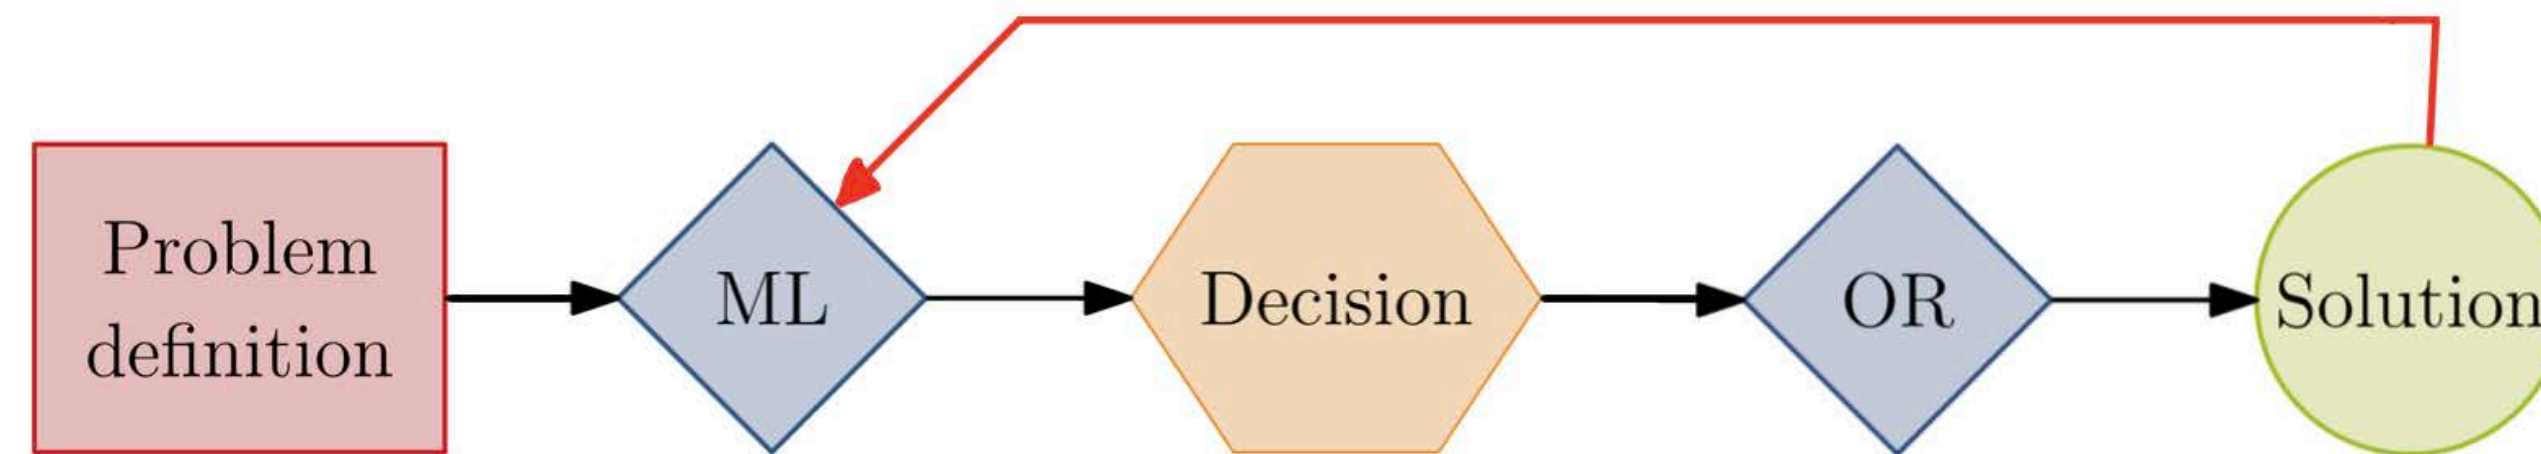 Problem
definition
ML
Decision
OR
Solution